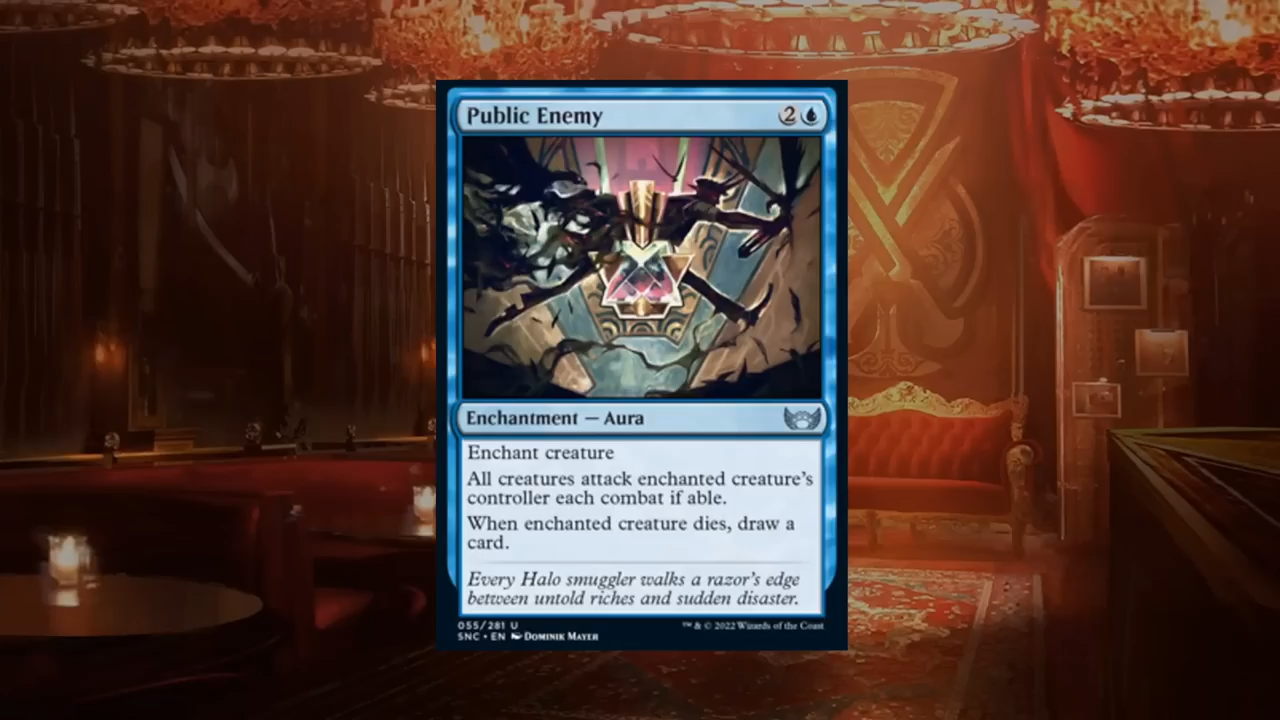 Public Enemy 2
Enchantment — Aura
Enchant creature
All creatures attack enchanted creature's
controller each combat if able.
When enchanted creature dies, draw a
card.
Every Halo smuggler walks a razor's edge
between untold riches and sudden disaster.
055/281 U ™ & © 2022 Wizards of the Coast
SNC • EN Dominik Mayer